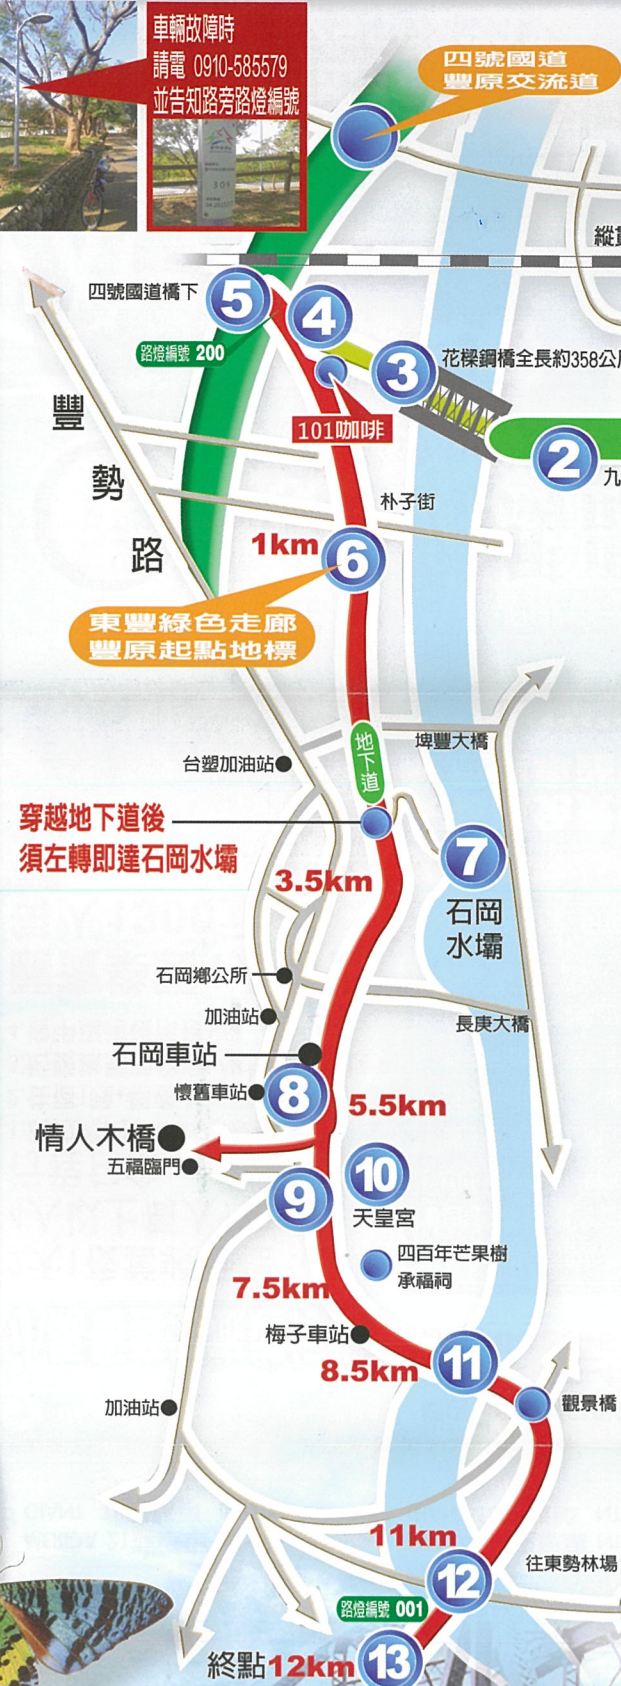 車輛故障時
請電 0910-585579
並告知路旁路燈編號
301
四號國道
豐原交流道
四號國道橋下
5
4
路燈編號 200
3
花樑鋼橋全長約358公
101咖啡
2
九
豐
勢
路
朴子街
1km
6
東豐綠色走廊
豐原起點地標
地下道
埤豐大橋
台塑加油站
穿越地下道後
須左轉即達石岡水壩
7
石岡
水壩
3.5km
石岡鄉公所
加油站
長庚大橋
石岡車站
懷舊車站
8
5.5km
情人木橋
五福臨門
9
10
天皇宮
四百年芒果樹
承福祠
7.5km
梅子車站
8.5km
11
觀景橋
加油站
11km
往東勢林場
12
路燈編號 001
終點12km
13